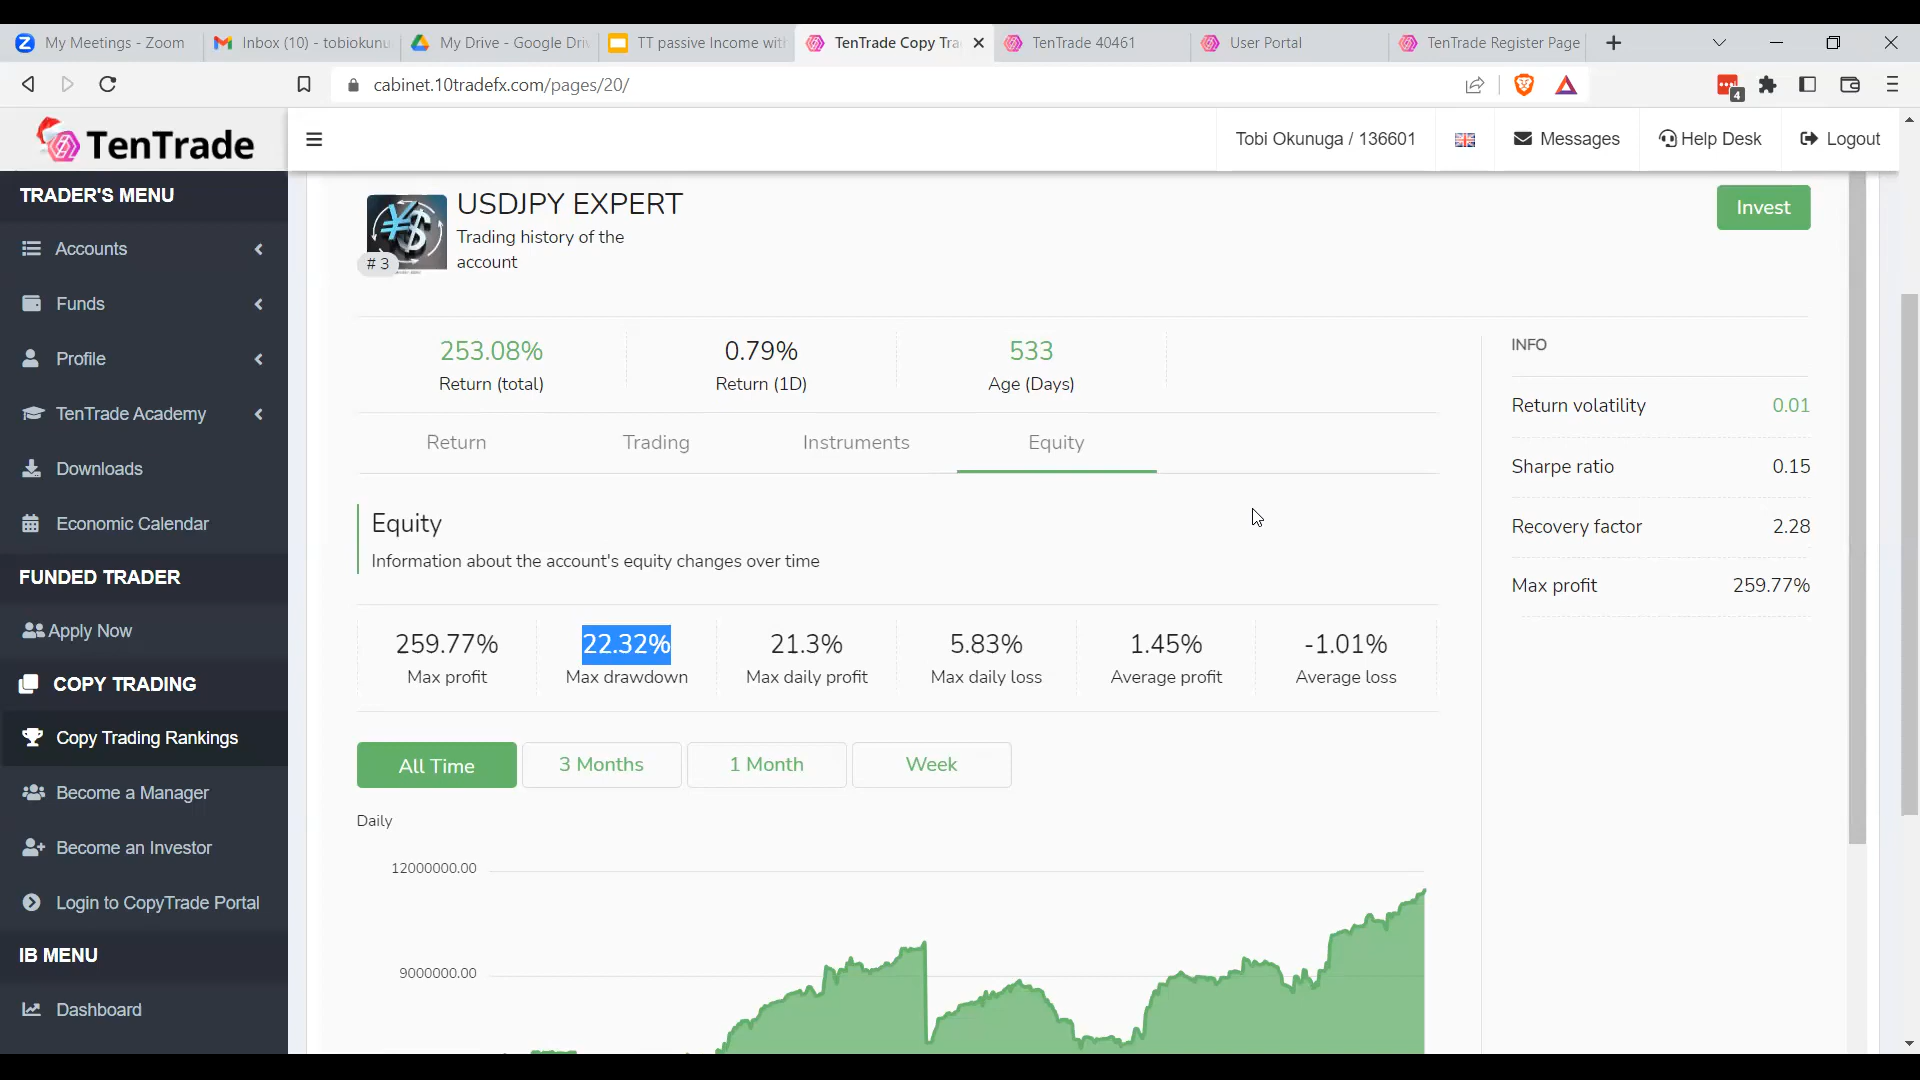 My Meetings - Zoom
Inbox (10) - tobiokunu
My Drive - Google Driv
TT passive Income with
TenTrade Copy Tra
TenTrade 40461
User Portal
TenTrade Register Page
cabinet.10tradefx.com/pages/20/
4
TenTrade
Tobi Okunuga / 136601
Messages
Help Desk
Logout
TRADER'S MENU
Accounts
Funds
Profile
TenTrade Academy
Downloads
Economic Calendar
FUNDED TRADER
Apply Now
COPY TRADING
Copy Trading Rankings
Become a Manager
Become an Investor
Login to CopyTrade Portal
IB MENU
Dashboard
USDJPY EXPERT
Trading history of the
account
# 3
Invest
253.08%
Return (total)
0.79%
Return (1D)
533
Age (Days)
Return
Trading
Instruments
Equity
Equity
Information about the account's equity changes over time
259.77%
Max profit
22.32%
Max drawdown
21.3%
Max daily profit
5.83%
Max daily loss
1.45%
Average profit
-1.01%
Average loss
All Time
3 Months
1 Month
Week
Daily
12000000.00
9000000.00
INFO
Return volatility 0.01
Sharpe ratio 0.15
Recovery factor 2.28
Max profit 259.77%